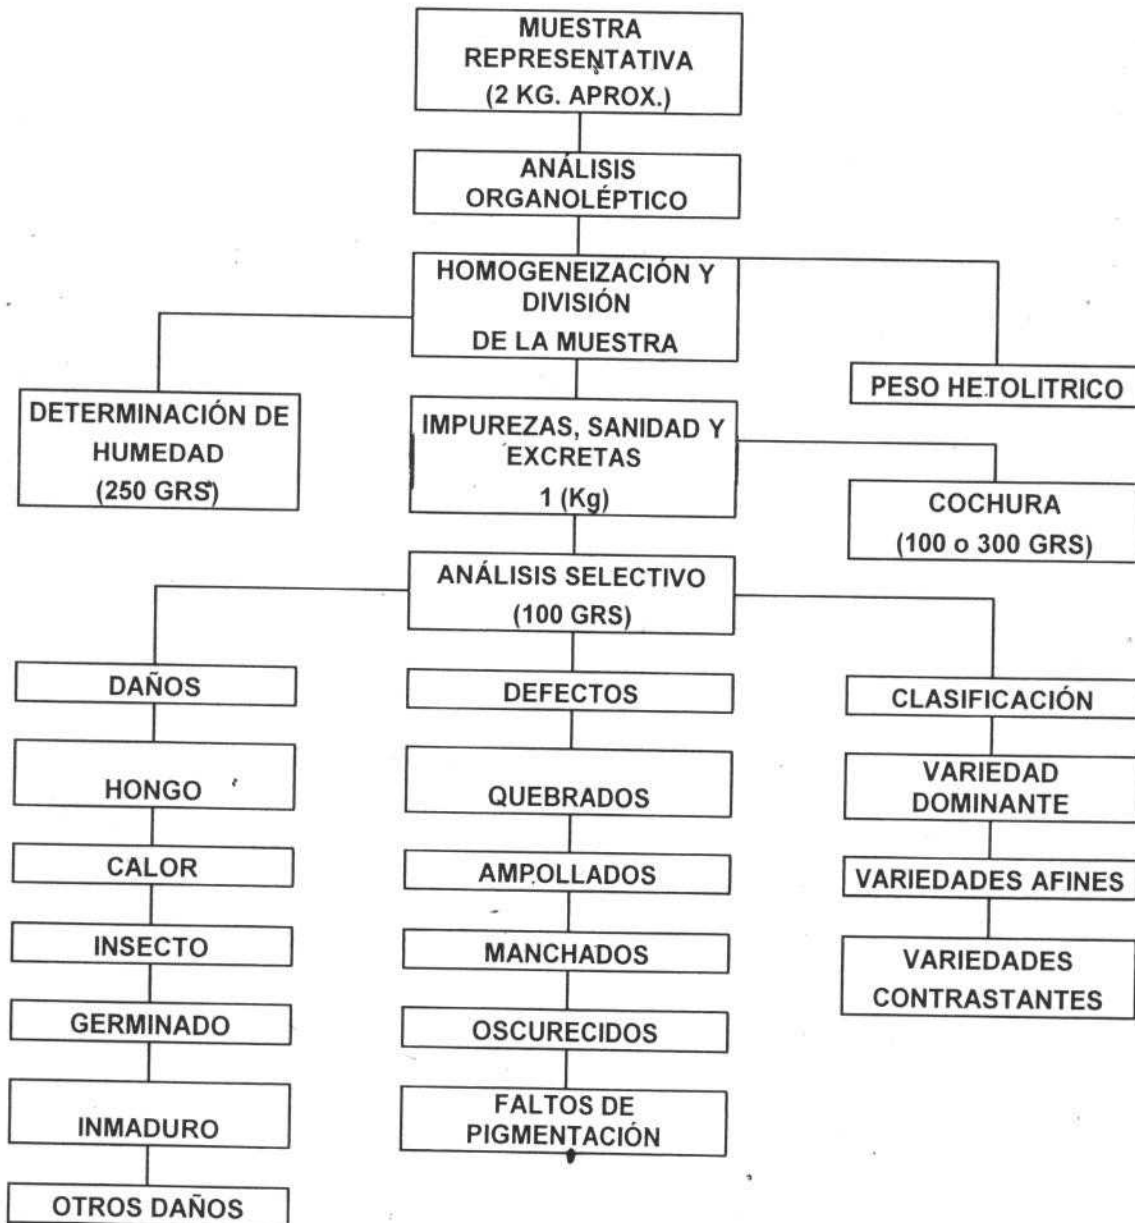 MUESTRA
REPRESENTATIVA
(2 KG. APROX.)
ANÁLISIS
ORGANOLÉPTICO
HOMOGENEIZACIÓN Y
DIVISIÓN
DE LA MUESTRA
PESO HETOLITRICO
DETERMINACIÓN DE
HUMEDAD
(250 GRS)
IMPUREZAS, SANIDAD Y
EXCRETAS
1 (Kg)
COCHURA
(100 o 300 GRS)
ANÁLISIS SELECTIVO
(100 GRS)
DAÑOS
HONGO
CALOR
INSECTO
GERMINADO
INMADURO
OTROS DAÑOS
DEFECTOS
QUEBRADOS
AMPOLLADOS
MANCHADOS
OSCURECIDOS
FALTOS DE
PIGMENTACIÓN
CLASIFICACIÓN
VARIEDAD
DOMINANTE
VARIEDADES AFINES
VARIEDADES
CONTRASTANTES